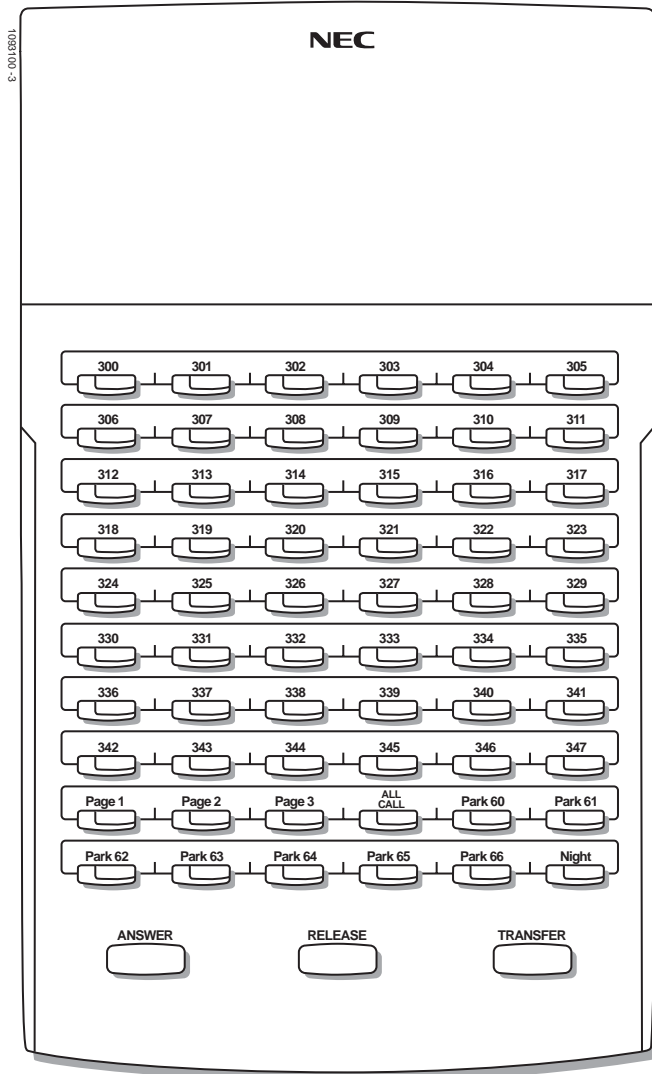 NEC
1093100 -3
300 301 302 303 304 305
306 307 308 309 310 311
312 313 314 315 316 317
318 319 320 321 322 323
324 325 326 327 328 329
330 331 332 333 334 335
336 337 338 339 340 341
342 343 344 345 346 347
Page 1 Page 2 Page 3 ALL CALL Park 60 Park 61
Park 62 Park 63 Park 64 Park 65 Park 66 Night
ANSWER RELEASE TRANSFER